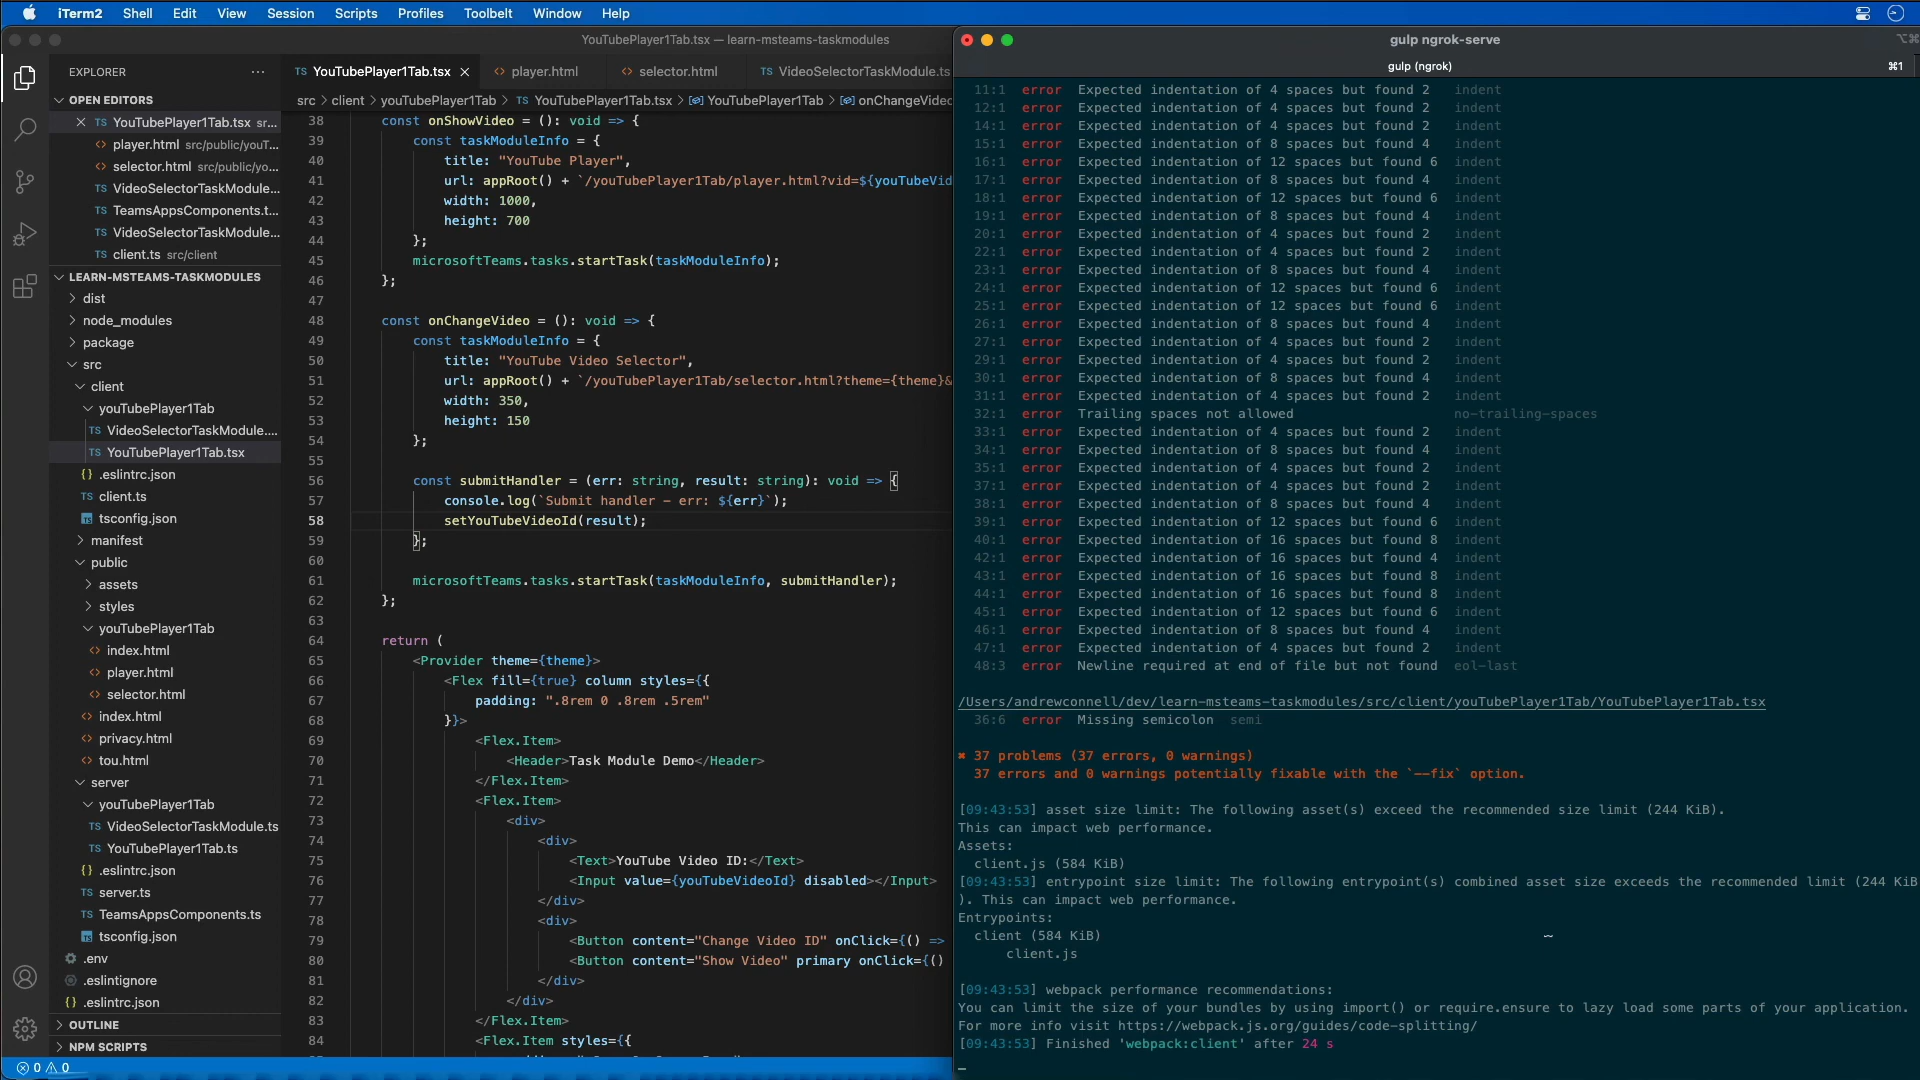 iTerm2 Shell Edit View Session Scripts Profiles Toolbelt Window Help
YouTubePlayer1Tab.tsx — learn-msteams-taskmodules
EXPLORER ···
OPEN EDITORS
YouTubePlayer1Tab.tsx sr...
player.html src/public/youT...
selector.html src/public/yo...
TS VideoSelectorTaskModule...
TS TeamsAppsComponents.t...
TS VideoSelectorTaskModule...
TS client.ts src/client
LEARN-MSTEAMS-TASKMODULES
dist
node_modules
package
src
client
youTubePlayer1Tab
TS VideoSelectorTaskModule....
TS YouTubePlayer1Tab.tsx
{} .eslintrc.json
TS client.ts
tsconfig.json
manifest
public
assets
styles
youTubePlayer1Tab
<> index.html
<> player.html
<> selector.html
<> index.html
<> privacy.html
<> tou.html
server
youTubePlayer1Tab
TS VideoSelectorTaskModule.ts
TS YouTubePlayer1Tab.ts
{} .eslintrc.json
TS server.ts
TS TeamsAppsComponents.ts
tsconfig.json
.env
.eslintignore
{} .eslintrc.json
OUTLINE
NPM SCRIPTS
0 0
TS YouTubePlayer1Tab.tsx <> player.html <> selector.html TS VideoSelectorTaskModule.ts
src > client > youTubePlayer1Tab > TS YouTubePlayer1Tab.tsx > YouTubePlayer1Tab > onChangeVideo
38 const onShowVideo = (): void => {
39 const taskModuleInfo = {
40 title: "YouTube Player",
41 url: appRoot() + `/youTubePlayer1Tab/player.html?vid=${youTubeVid
42 width: 1000,
43 height: 700
44 };
45 microsoftTeams.tasks.startTask(taskModuleInfo);
46 };
47
48 const onChangeVideo = (): void => {
49 const taskModuleInfo = {
50 title: "YouTube Video Selector",
51 url: appRoot() + `/youTubePlayer1Tab/selector.html?theme={theme}&
52 width: 350,
53 height: 150
54 };
55
56 const submitHandler = (err: string, result: string): void => {
57 console.log(`Submit handler - err: ${err}`);
58 setYouTubeVideoId(result);
59 };
60
61 microsoftTeams.tasks.startTask(taskModuleInfo, submitHandler);
62 };
63
64 return (
65 <Provider theme={theme}>
66 <Flex fill={true} column styles={{
67 padding: ".8rem 0 .8rem .5rem"
68 }}>
69 <Flex.Item>
70 <Header>Task Module Demo</Header>
71 </Flex.Item>
72 <Flex.Item>
73 <div>
74 <div>
75 <Text>YouTube Video ID:</Text>
76 <Input value={youTubeVideoId} disabled></Input>
77 </div>
78 <div>
79 <Button content="Change Video ID" onClick={() =>
80 <Button content="Show Video" primary onClick={()
81 </div>
82 </div>
83 </Flex.Item>
84 <Flex.Item styles={{
gulp ngrok-serve ⌥⌘
gulp (ngrok) ⌘1
11:1 error Expected indentation of 4 spaces but found 2 indent
12:1 error Expected indentation of 4 spaces but found 2 indent
14:1 error Expected indentation of 4 spaces but found 2 indent
15:1 error Expected indentation of 8 spaces but found 4 indent
16:1 error Expected indentation of 12 spaces but found 6 indent
17:1 error Expected indentation of 8 spaces but found 4 indent
18:1 error Expected indentation of 12 spaces but found 6 indent
19:1 error Expected indentation of 8 spaces but found 4 indent
20:1 error Expected indentation of 4 spaces but found 2 indent
22:1 error Expected indentation of 4 spaces but found 2 indent
23:1 error Expected indentation of 8 spaces but found 4 indent
24:1 error Expected indentation of 12 spaces but found 6 indent
25:1 error Expected indentation of 12 spaces but found 6 indent
26:1 error Expected indentation of 8 spaces but found 4 indent
27:1 error Expected indentation of 4 spaces but found 2 indent
29:1 error Expected indentation of 4 spaces but found 2 indent
30:1 error Expected indentation of 8 spaces but found 4 indent
31:1 error Expected indentation of 4 spaces but found 2 indent
32:1 error Trailing spaces not allowed no-trailing-spaces
33:1 error Expected indentation of 4 spaces but found 2 indent
34:1 error Expected indentation of 8 spaces but found 4 indent
35:1 error Expected indentation of 4 spaces but found 2 indent
37:1 error Expected indentation of 4 spaces but found 2 indent
38:1 error Expected indentation of 8 spaces but found 4 indent
39:1 error Expected indentation of 12 spaces but found 6 indent
40:1 error Expected indentation of 16 spaces but found 8 indent
42:1 error Expected indentation of 16 spaces but found 4 indent
43:1 error Expected indentation of 16 spaces but found 8 indent
44:1 error Expected indentation of 16 spaces but found 8 indent
45:1 error Expected indentation of 12 spaces but found 6 indent
46:1 error Expected indentation of 8 spaces but found 4 indent
47:1 error Expected indentation of 4 spaces but found 2 indent
48:3 error Newline required at end of file but not found eol-last
/Users/andrewconnell/dev/learn-msteams-taskmodules/src/client/youTubePlayer1Tab/YouTubePlayer1Tab.tsx
36:6 error Missing semicolon semi
✖ 37 problems (37 errors, 0 warnings)
37 errors and 0 warnings potentially fixable with the `--fix` option.
[09:43:53] asset size limit: The following asset(s) exceed the recommended size limit (244 KiB).
This can impact web performance.
Assets:
client.js (584 KiB)
[09:43:53] entrypoint size limit: The following entrypoint(s) combined asset size exceeds the recommended limit (244 KiB
). This can impact web performance.
Entrypoints:
client (584 KiB)
client.js
[09:43:53] webpack performance recommendations:
You can limit the size of your bundles by using import() or require.ensure to lazy load some parts of your application.
For more info visit https://webpack.js.org/guides/code-splitting/
[09:43:53] Finished 'webpack:client' after 24 s